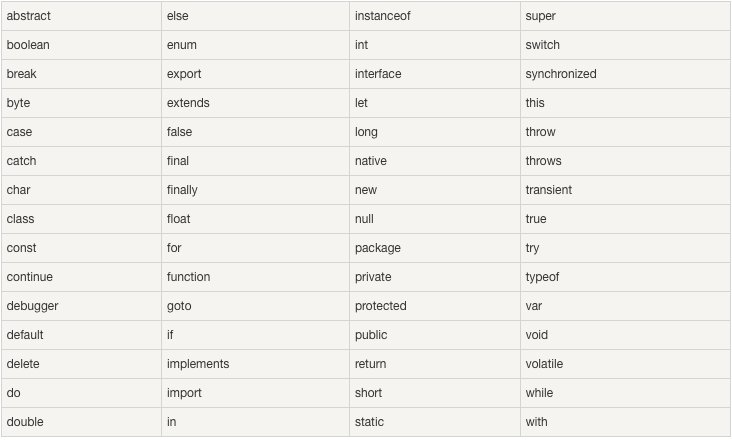 abstract else instanceof super
boolean enum int switch
break export interface synchronized
byte extends let this
case false long throw
catch final native throws
char finally new transient
class float null true
const for package try
continue function private typeof
debugger goto protected var
default if public void
delete implements return volatile
do import short while
double in static with